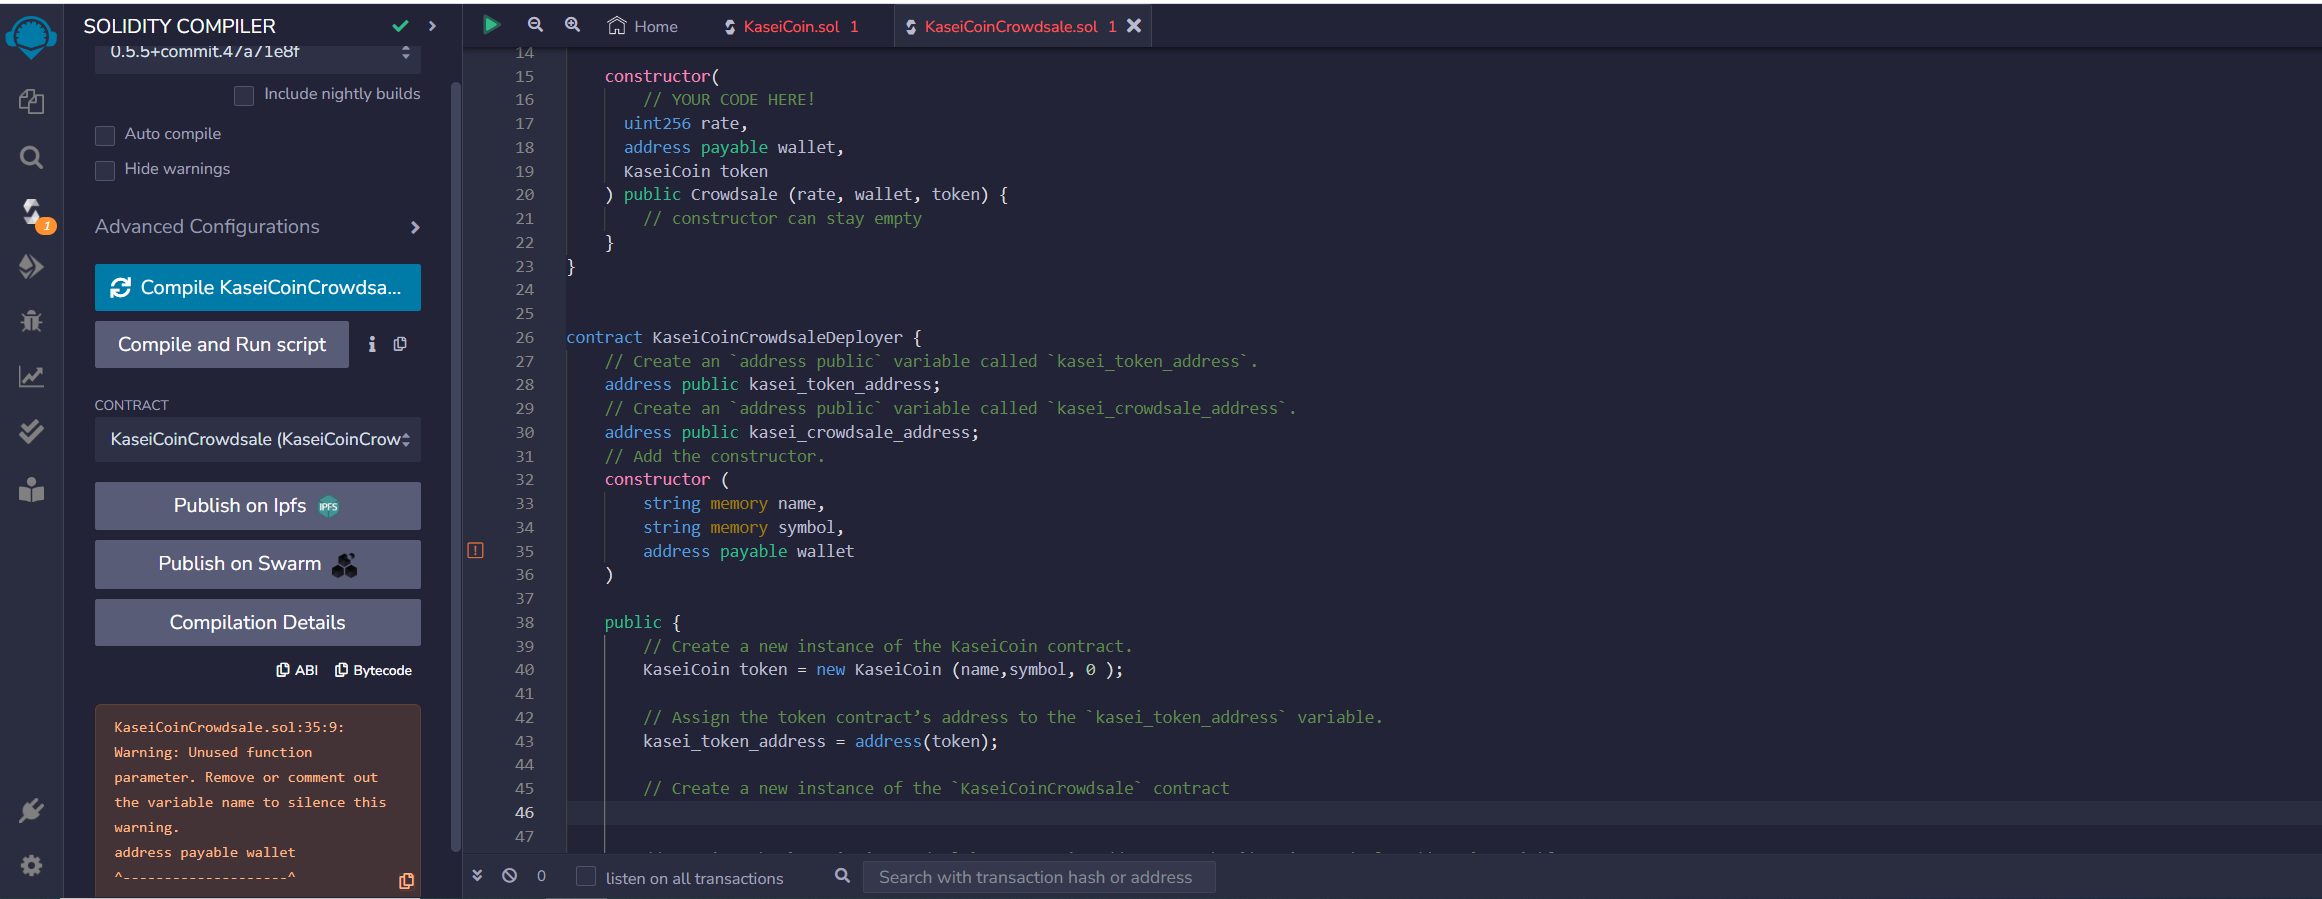 SOLIDITY COMPILER
0.5.5+commit.47a71e8f
Include nightly builds
Auto compile
Hide warnings
Advanced Configurations
Compile KaseiCoinCrowdsa...
Compile and Run script
CONTRACT
KaseiCoinCrowdsale (KaseiCoinCrow
Publish on Ipfs IPFS
Publish on Swarm
Compilation Details
ABI Bytecode
KaseiCoinCrowdsale.sol:35:9:
Warning: Unused function
parameter. Remove or comment out
the variable name to silence this
warning.
address payable wallet
^--------------------^
1
Home KaseiCoin.sol 1 KaseiCoinCrowdsale.sol 1
14
15 constructor(
16 // YOUR CODE HERE!
17 uint256 rate,
18 address payable wallet,
19 KaseiCoin token
20 ) public Crowdsale (rate, wallet, token) {
21 // constructor can stay empty
22 }
23 }
24
25
26 contract KaseiCoinCrowdsaleDeployer {
27 // Create an `address public` variable called `kasei_token_address`.
28 address public kasei_token_address;
29 // Create an `address public` variable called `kasei_crowdsale_address`.
30 address public kasei_crowdsale_address;
31 // Add the constructor.
32 constructor (
33 string memory name,
34 string memory symbol,
35 address payable wallet
36 )
37
38 public {
39 // Create a new instance of the KaseiCoin contract.
40 KaseiCoin token = new KaseiCoin (name,symbol, 0 );
41
42 // Assign the token contract’s address to the `kasei_token_address` variable.
43 kasei_token_address = address(token);
44
45 // Create a new instance of the `KaseiCoinCrowdsale` contract
46
47
0 listen on all transactions Search with transaction hash or address